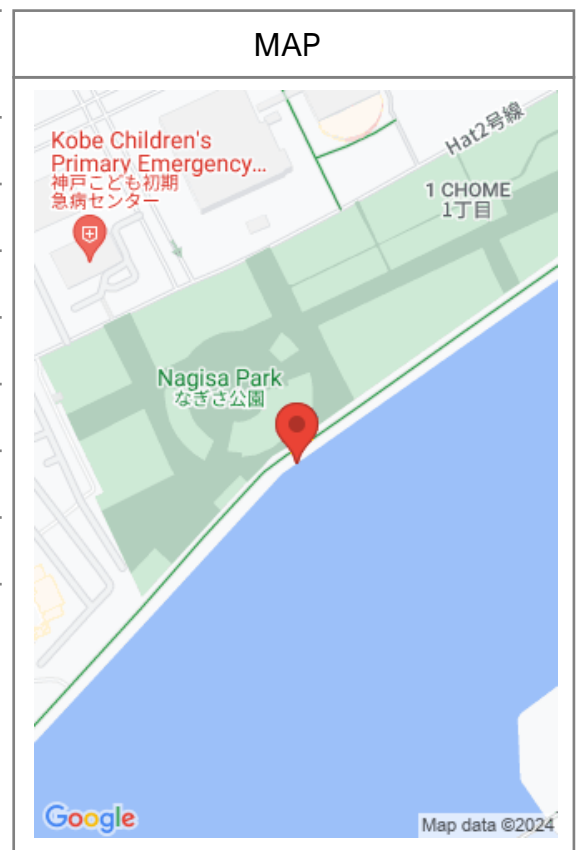 MAP
Kobe Children's
Primary Emergency...
神戸こども初期
急病センター
Hat2号線
1 CHOME
1丁目
Nagisa Park
なぎさ公園
Google
Map data ©2024